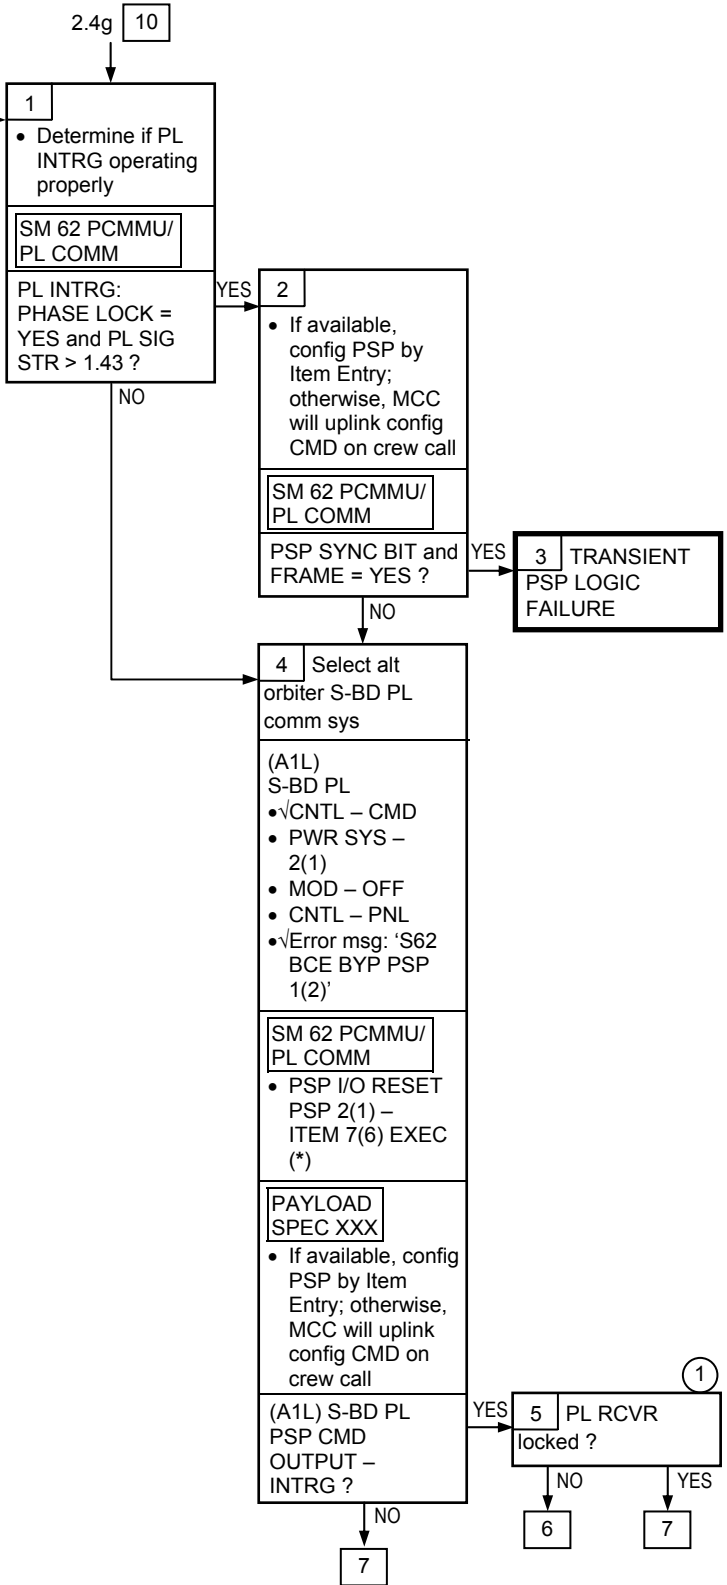 2.4g 10
1
• Determine if PL
INTRG operating
properly
SM 62 PCMMU/
PL COMM
PL INTRG:
PHASE LOCK =
YES and PL SIG
STR > 1.43 ?
YES
NO
2
• If available,
config PSP by
Item Entry;
otherwise, MCC
will uplink config
CMD on crew call
SM 62 PCMMU/
PL COMM
PSP SYNC BIT and
FRAME = YES ?
YES
NO
3 TRANSIENT
PSP LOGIC
FAILURE
4 Select alt
orbiter S-BD PL
comm sys
(A1L)
S-BD PL
•√CNTL – CMD
• PWR SYS –
2(1)
• MOD – OFF
• CNTL – PNL
•√Error msg: ‘S62
BCE BYP PSP
1(2)’
SM 62 PCMMU/
PL COMM
• PSP I/O RESET
PSP 2(1) –
ITEM 7(6) EXEC
(*)
PAYLOAD
SPEC XXX
• If available, config
PSP by Item
Entry; otherwise,
MCC will uplink
config CMD on
crew call
(A1L) S-BD PL
PSP CMD
OUTPUT –
INTRG ?
YES
NO
7
1
5 PL RCVR
locked ?
NO
YES
6
7